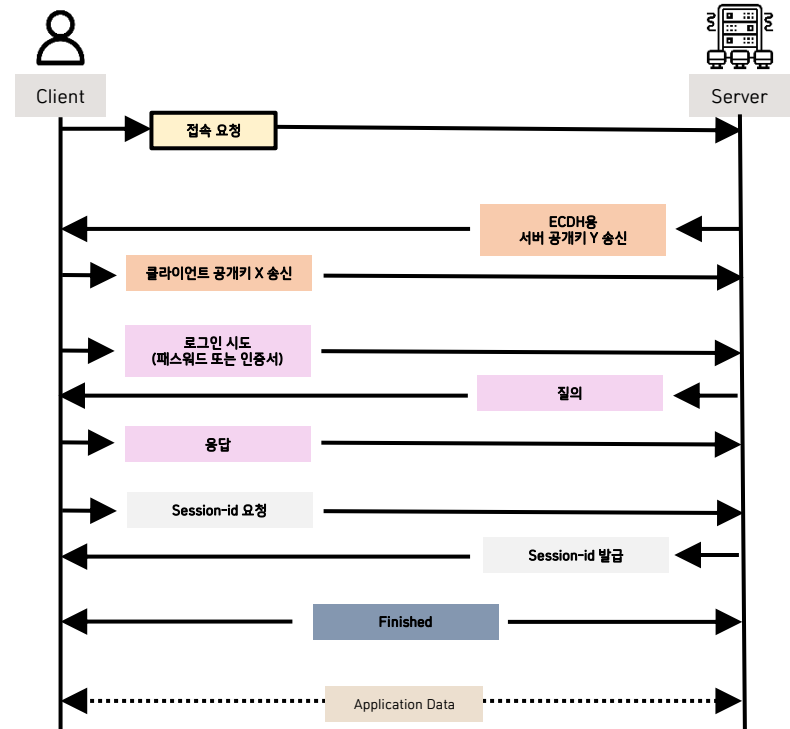 Client
Server
접속 요청
ECDH용
서버 공개키 Y 송신
클라이언트 공개키 X 송신
로그인 시도
(패스워드 또는 인증서)
질의
응답
Session-id 요청
Session-id 발급
Finished
Application Data